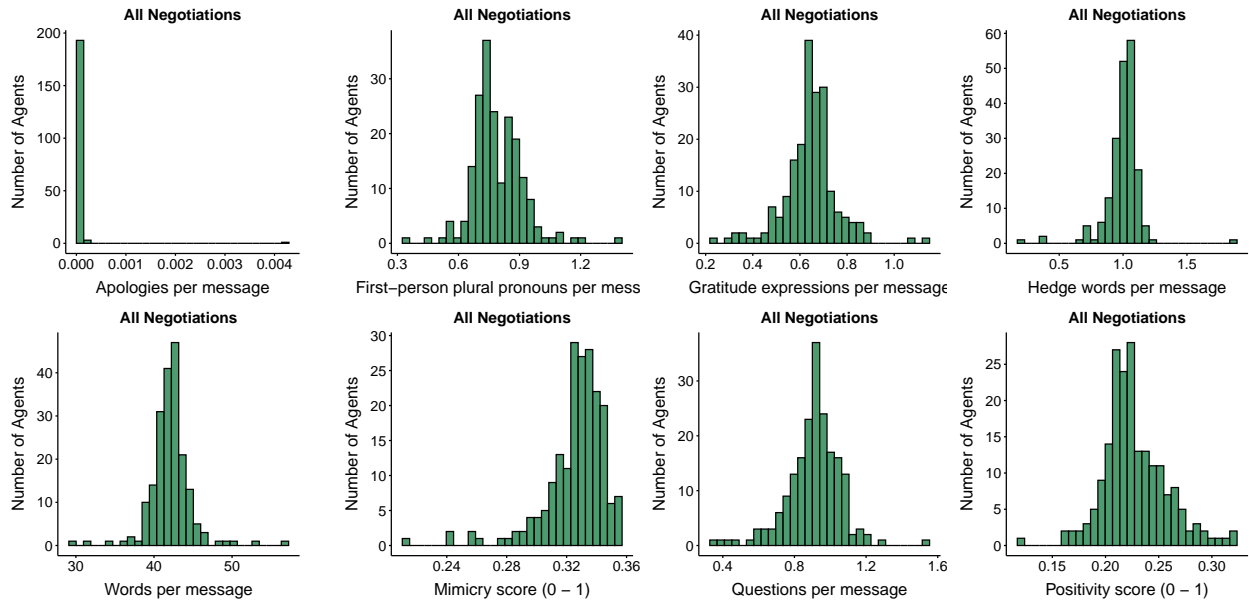 All Negotiations
Number of Agents
200
150
100
50
0
0.000 0.001 0.002 0.003 0.004
Apologies per message
All Negotiations
Number of Agents
30
20
10
0
0.3 0.6 0.9 1.2
First−person plural pronouns per mess
All Negotiations
Number of Agents
40
30
20
10
0
0.2 0.4 0.6 0.8 1.0
Gratitude expressions per message
All Negotiations
Number of Agents
60
50
40
30
20
10
0
0.5 1.0 1.5
Hedge words per message
All Negotiations
Number of Agents
40
30
20
10
0
30 40 50
Words per message
All Negotiations
Number of Agents
30
25
20
15
10
5
0
0.24 0.28 0.32 0.36
Mimicry score (0 − 1)
All Negotiations
Number of Agents
30
20
10
0
0.4 0.8 1.2 1.6
Questions per message
All Negotiations
Number of Agents
25
20
15
10
5
0
0.15 0.20 0.25 0.30
Positivity score (0 − 1)